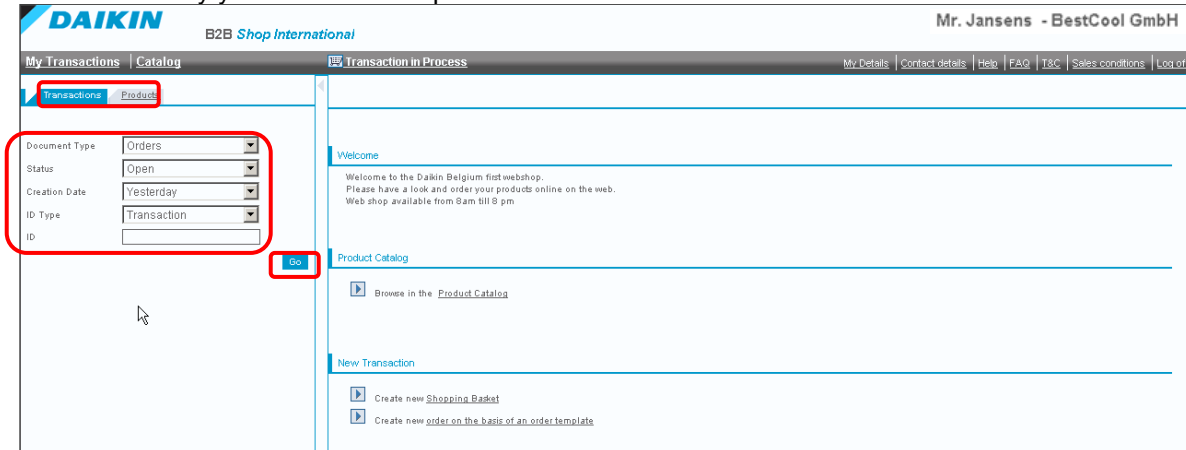 DAIKIN
B2B Shop International
Mr. Jansens - BestCool GmbH
My Transactions | Catalog
Transaction in Process
My Details | Contact details | Help | FAQ | T&C | Sales conditions | Log of
Transactions Products
Document Type Orders
Status Open
Creation Date Yesterday
ID Type Transaction
ID
Go
Welcome
Welcome to the Daikin Belgium first webshop.
Please have a look and order your products online on the web.
Web shop available from 8am till 8 pm
Product Catalog
Browse in the Product Catalog
New Transaction
Create new Shopping Basket
Create new order on the basis of an order template